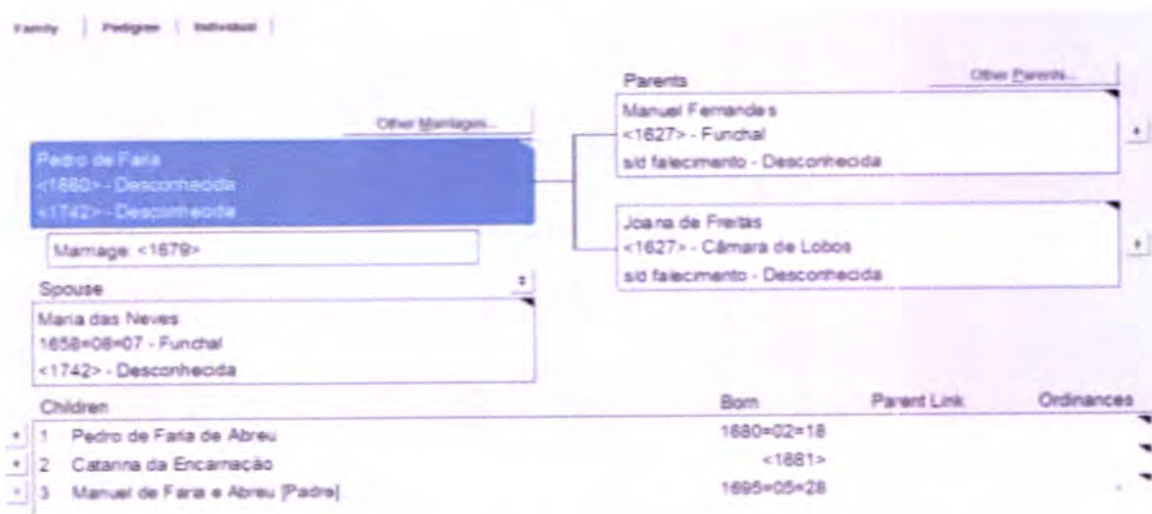 Family | Pedigree | Individual |
Other Marriages...
Pedro de Faria
<1660> - Desconhecida
<1742> - Desconhecida
Marriage: <1679>
Spouse
Maria das Neves
1658=08=07 - Funchal
<1742> - Desconhecida
Parents
Other Parents...
Manuel Fernandes
<1627> - Funchal
s/d falecimento - Desconhecida
Joana de Freitas
<1627> - Câmara de Lobos
s/d falecimento - Desconhecida
Children Born Parent Link Ordinances
1 Pedro de Faria de Abreu 1680=02=18
2 Catarina da Encarnação <1681>
3 Manuel de Faria e Abreu [Padre] 1695=05=28